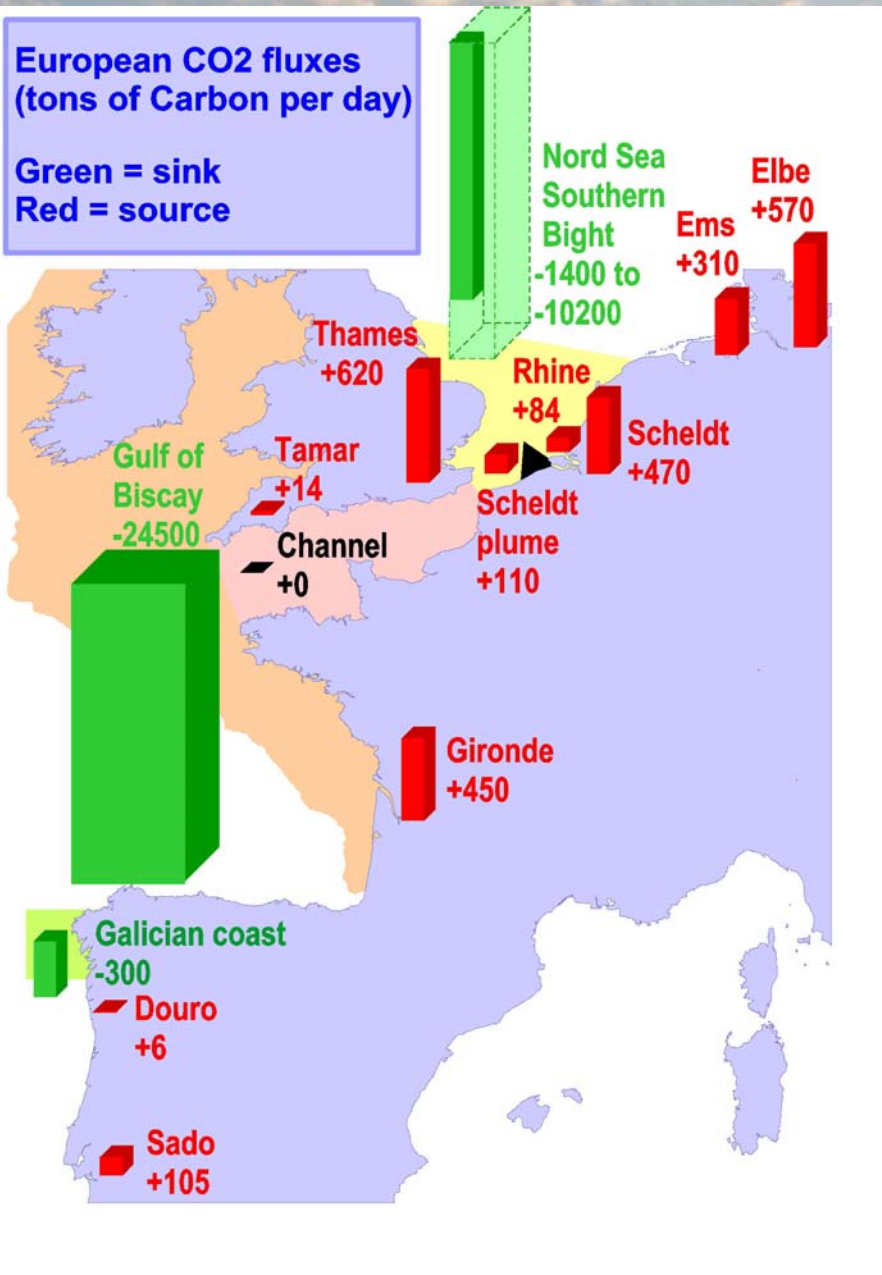 European CO2 fluxes
(tons of Carbon per day)
Green = sink
Red = source
Nord Sea
Southern
Bight
-1400 to
-10200
Elbe
+570
Ems
+310
Thames
+620
Rhine
+84
Scheldt
+470
Gulf of
Biscay
-24500
Tamar
+14
Scheldt
plume
+110
Channel
+0
Gironde
+450
Galician coast
-300
Douro
+6
Sado
+105